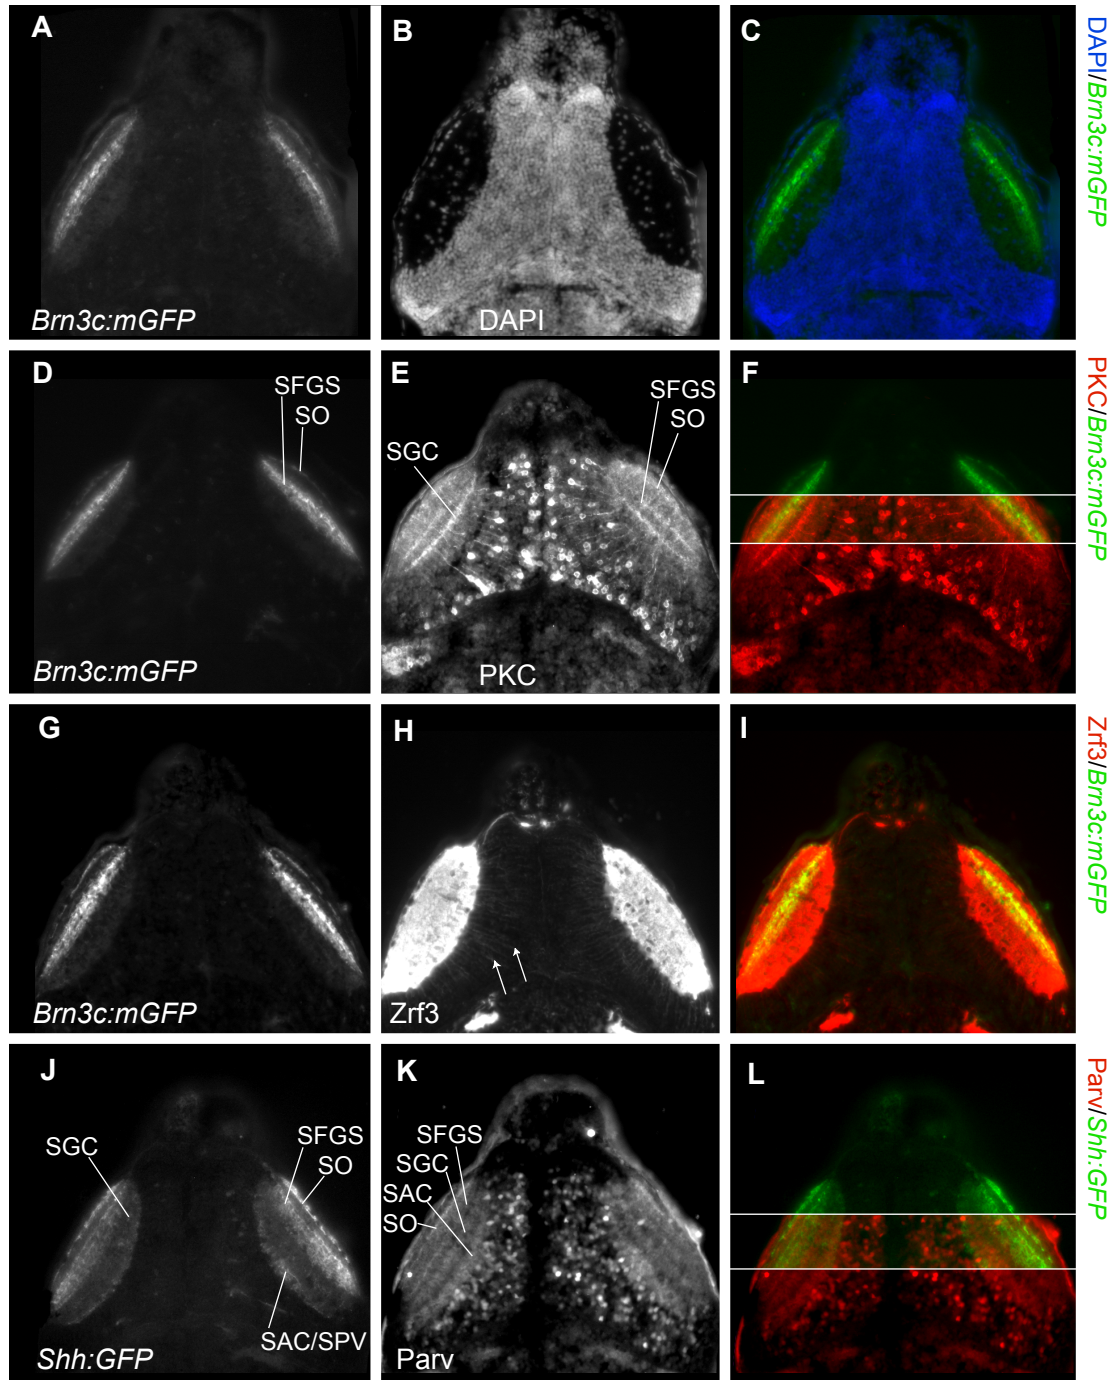 A
Brn3c:mGFP
B
DAPI
C
DAPI/Brn3c:mGFP
D
SFGS
SO
Brn3c:mGFP
E
SFGS
SO
SGC
PKC
F
PKC/Brn3c:mGFP
G
Brn3c:mGFP
H
Zrf3
I
Zrf3/Brn3c:mGFP
J
SGC
SFGS
SO
SAC/SPV
Shh:GFP
K
SFGS
SGC
SAC
SO
Parv
L
Parv/Shh:GFP